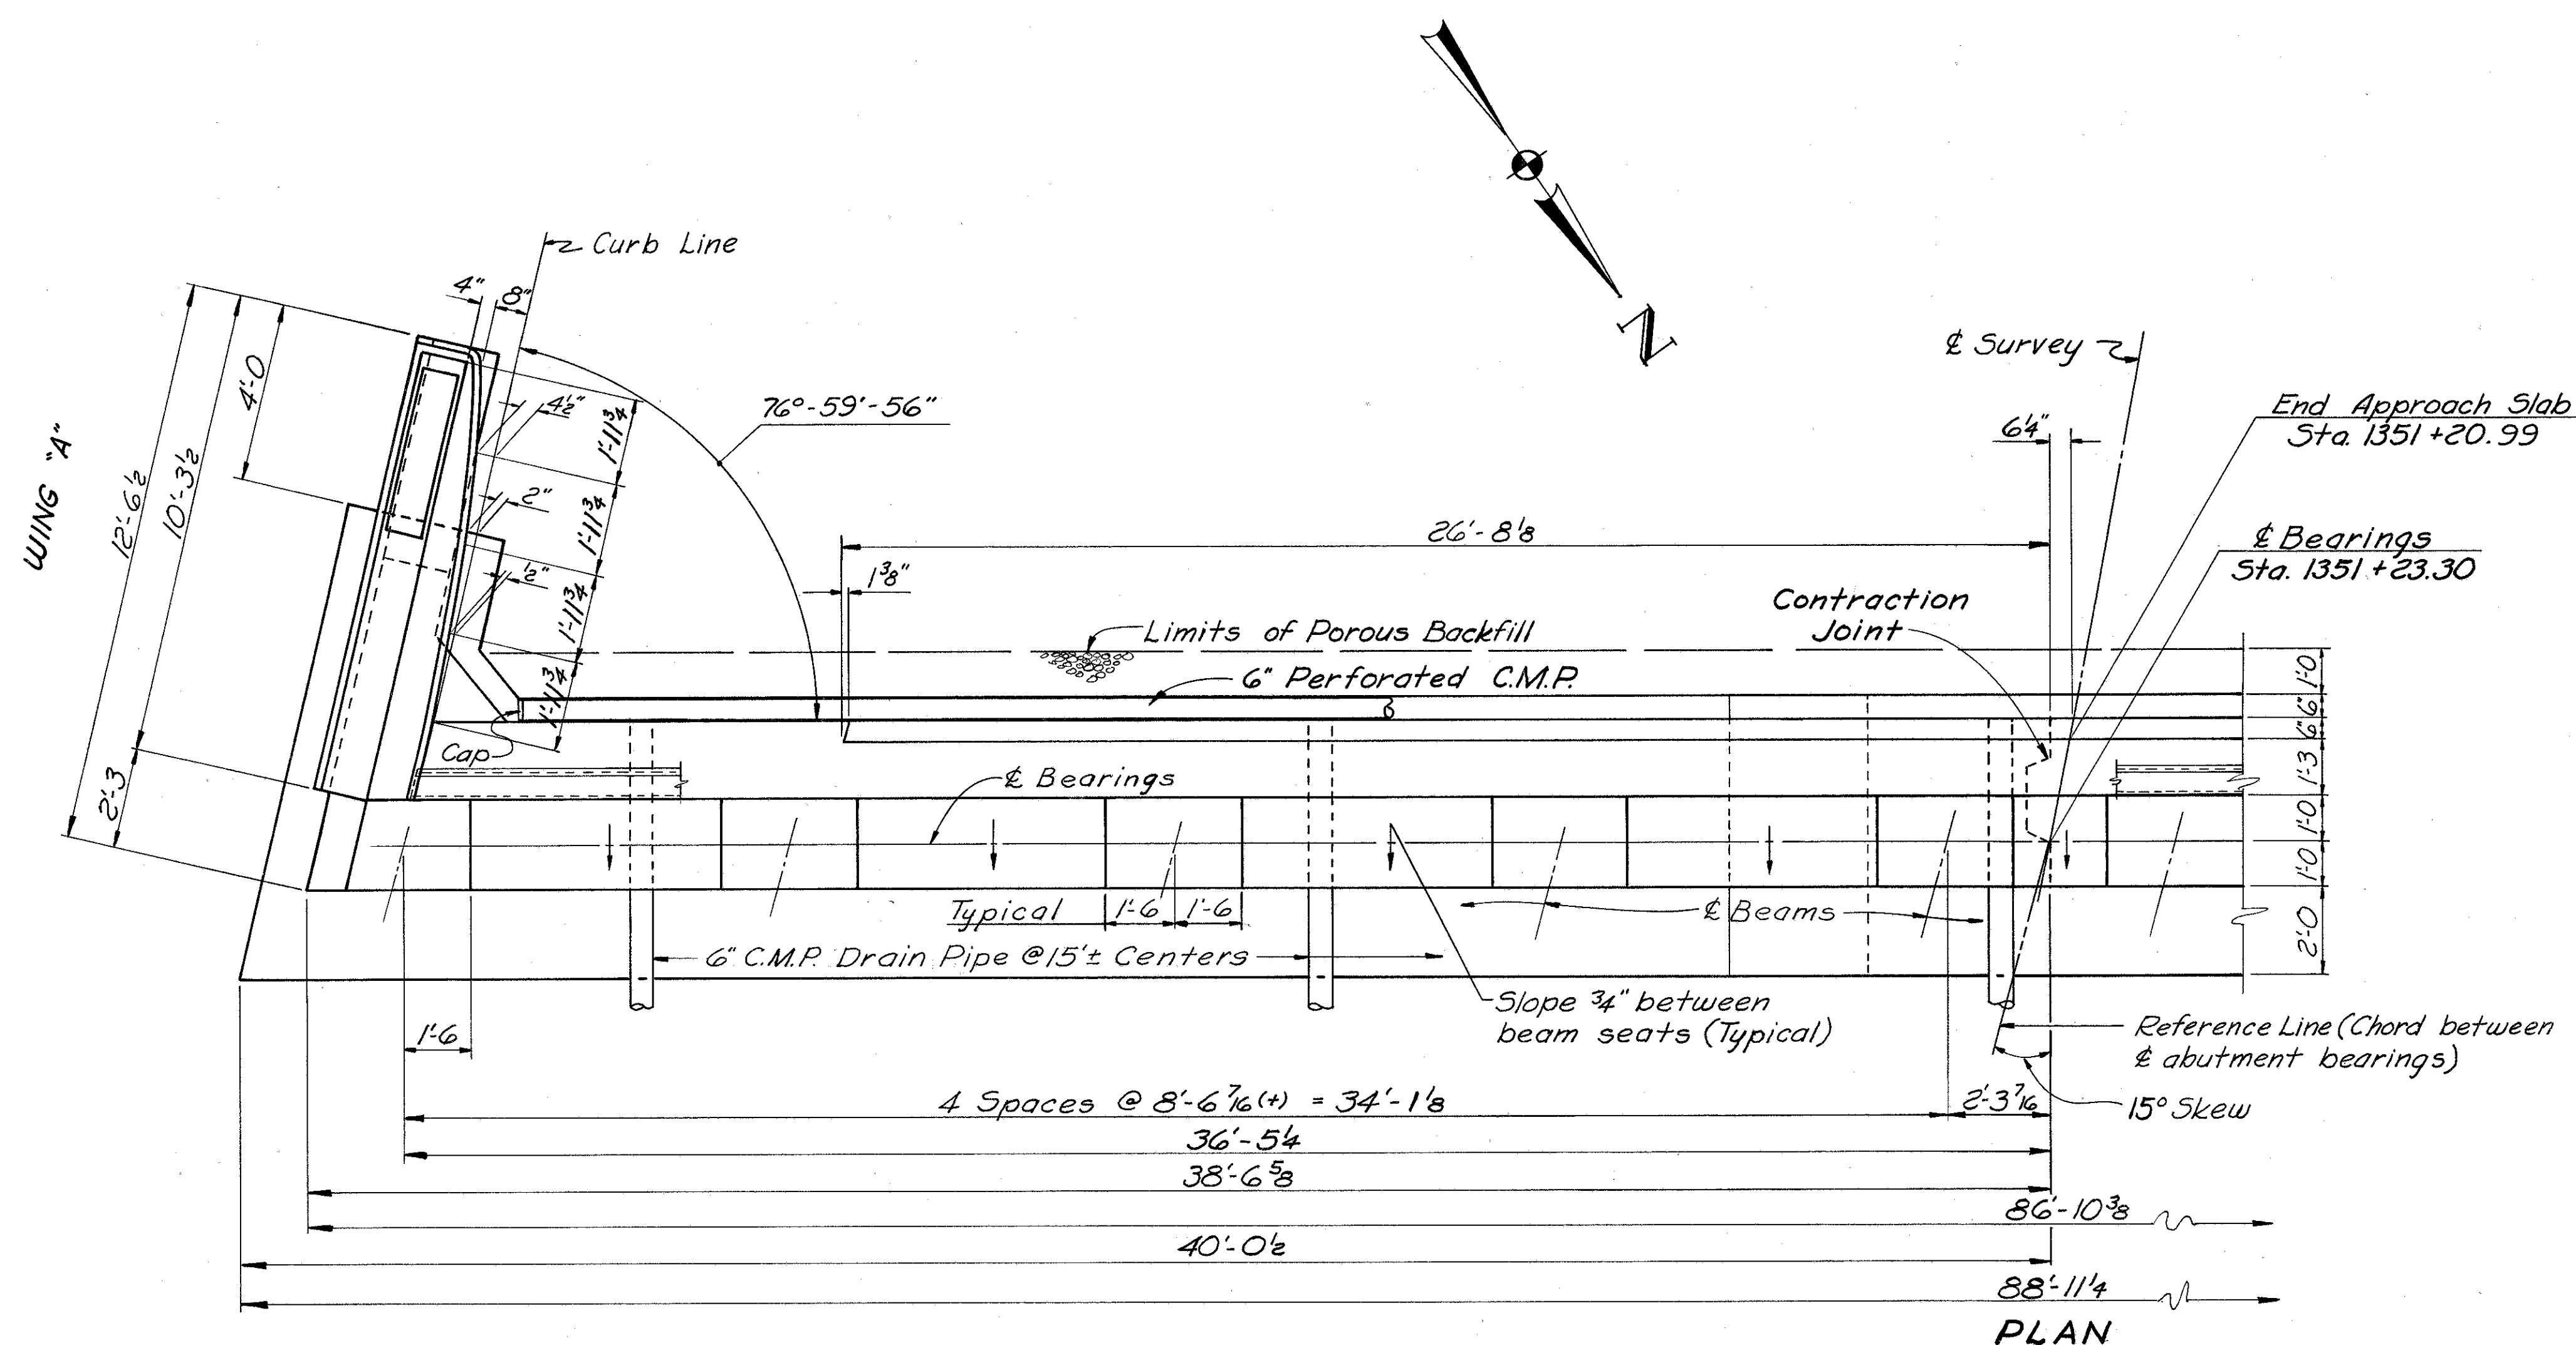 N
Curb Line
4"
8"
℄ Survey
76°-59'-56"
End Approach Slab
Sta. 1351 + 20.99
6¼"
4'-0
4½"
1'-11¾
WING "A"
12'-6½
10'-3½
2"
1'-11¾
26'-8⅛
℄ Bearings
Sta. 1351 + 23.30
½"
1⅜"
1'-11¾
Contraction
Joint
Limits of Porous Backfill
6" Perforated C.M.P.
1'-11¾
1'-0
6"
6"
Cap
2'-3
℄ Bearings
1'-3
1'-0
1'-0
Typical
1'-6
1'-6
℄ Beams
2'-0
6" C.M.P. Drain Pipe @ 15'± Centers
Slope ¾" between
beam seats (Typical)
1'-6
Reference Line (Chord between
℄ abutment bearings)
4 Spaces @ 8'-6 7/16 (+) = 34'-1⅛
2'-3 7/16
15° Skew
36'-5¼
38'-6⅝
86'-10⅜
40'-0½
88'-11¼
PLAN